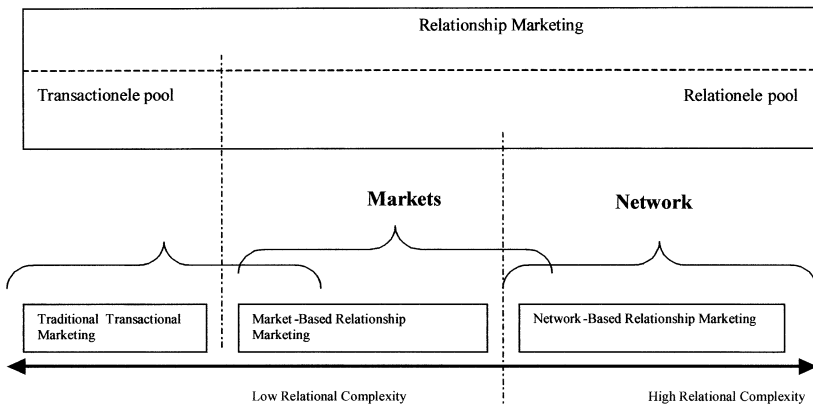 Relationship Marketing
Transactionele pool
Relationele pool
Markets
Network
Traditional Transactional
Marketing
Market-Based Relationship
Marketing
Network-Based Relationship Marketing
Low Relational Complexity
High Relational Complexity